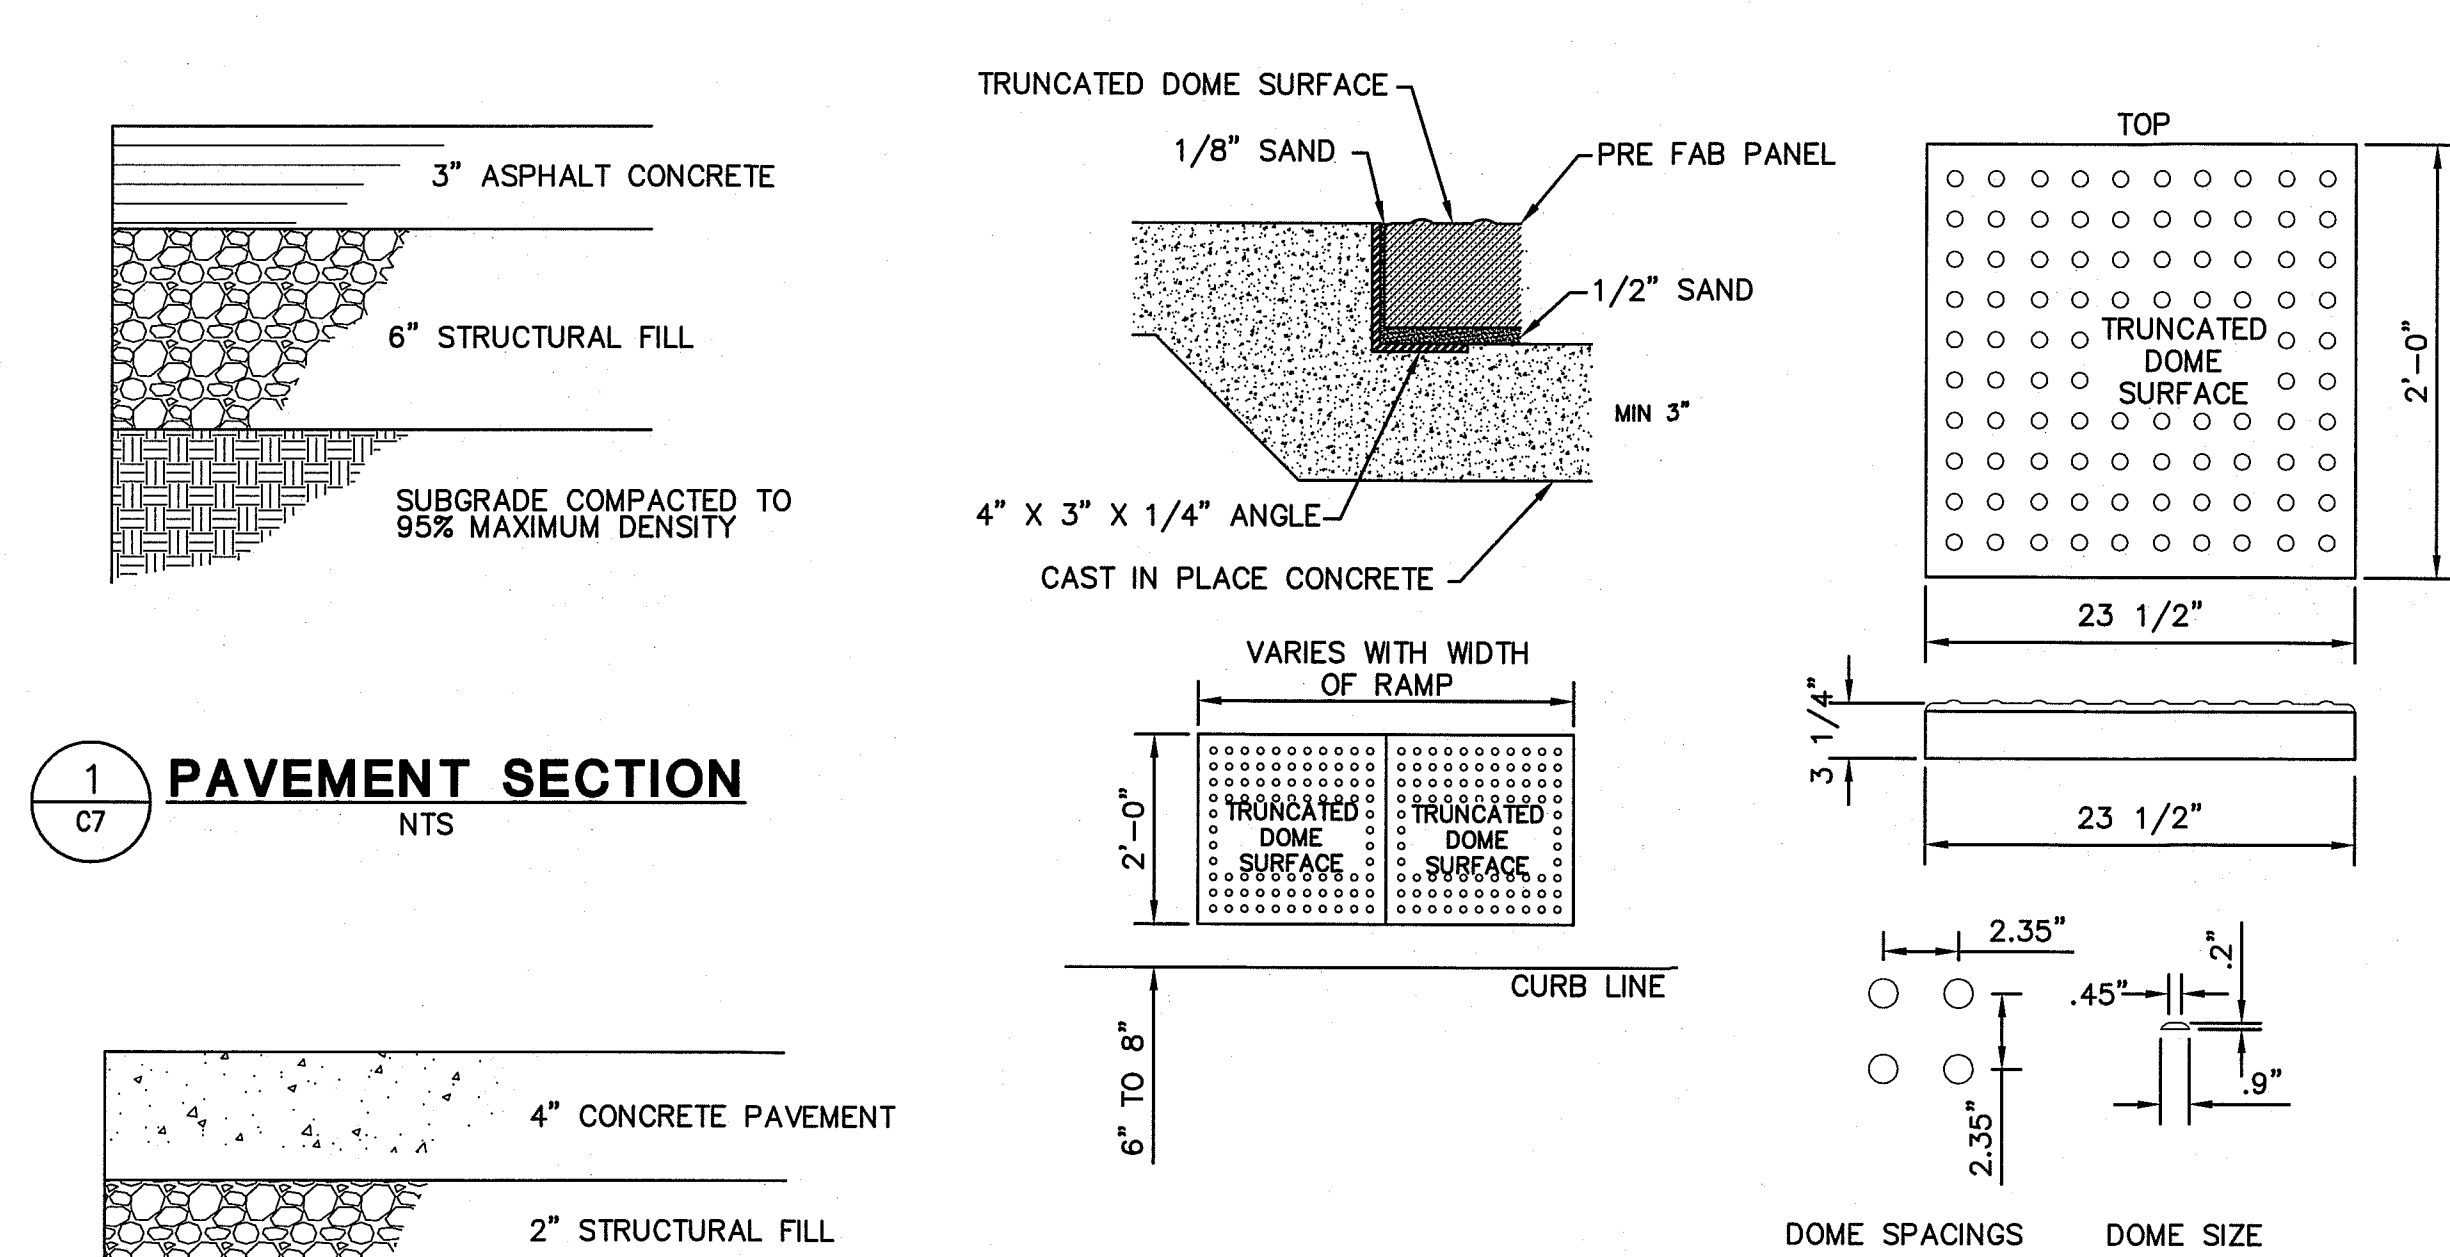 3" ASPHALT CONCRETE
6" STRUCTURAL FILL
SUBGRADE COMPACTED TO
95% MAXIMUM DENSITY
1
C7
PAVEMENT SECTION
NTS
4" CONCRETE PAVEMENT
2" STRUCTURAL FILL
TRUNCATED DOME SURFACE
1/8" SAND
PRE FAB PANEL
1/2" SAND
MIN 3"
4" X 3" X 1/4" ANGLE
CAST IN PLACE CONCRETE
VARIES WITH WIDTH
OF RAMP
2'-0"
TRUNCATED
DOME
SURFACE
TRUNCATED
DOME
SURFACE
CURB LINE
6" TO 8"
TOP
TRUNCATED
DOME
SURFACE
2'-0"
23 1/2"
3 1/4"
23 1/2"
2.35"
2.35"
DOME SPACINGS
.45"
.2"
.9"
DOME SIZE